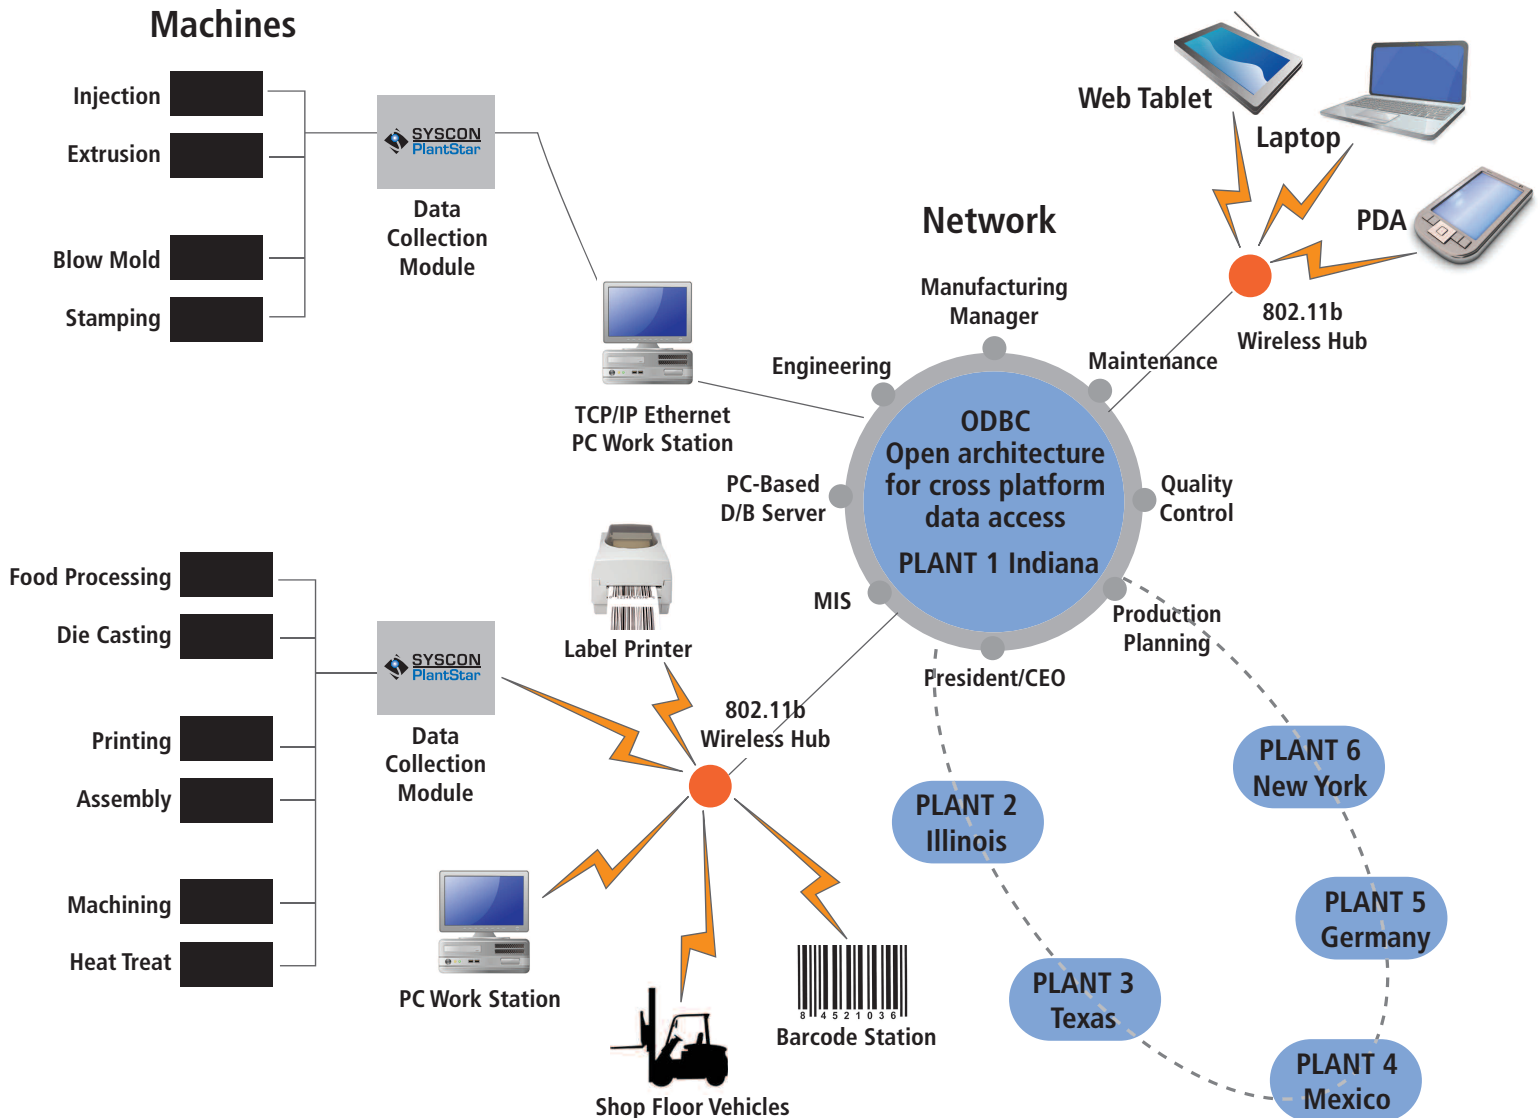 Machines
Injection
Extrusion
Blow Mold
Stamping
SYSCON
PlantStar
Data
Collection
Module
TCP/IP Ethernet
PC Work Station
Network
Manufacturing
Manager
Engineering
Maintenance
PC-Based
D/B Server
Quality
Control
MIS
Production
Planning
President/CEO
ODBC
Open architecture
for cross platform
data access
PLANT 1 Indiana
Web Tablet
Laptop
PDA
802.11b
Wireless Hub
Food Processing
Die Casting
Printing
Assembly
Machining
Heat Treat
SYSCON
PlantStar
Data
Collection
Module
Label Printer
802.11b
Wireless Hub
PC Work Station
Shop Floor Vehicles
8 4 5 2 1 0 3 6
Barcode Station
PLANT 2
Illinois
PLANT 3
Texas
PLANT 4
Mexico
PLANT 5
Germany
PLANT 6
New York